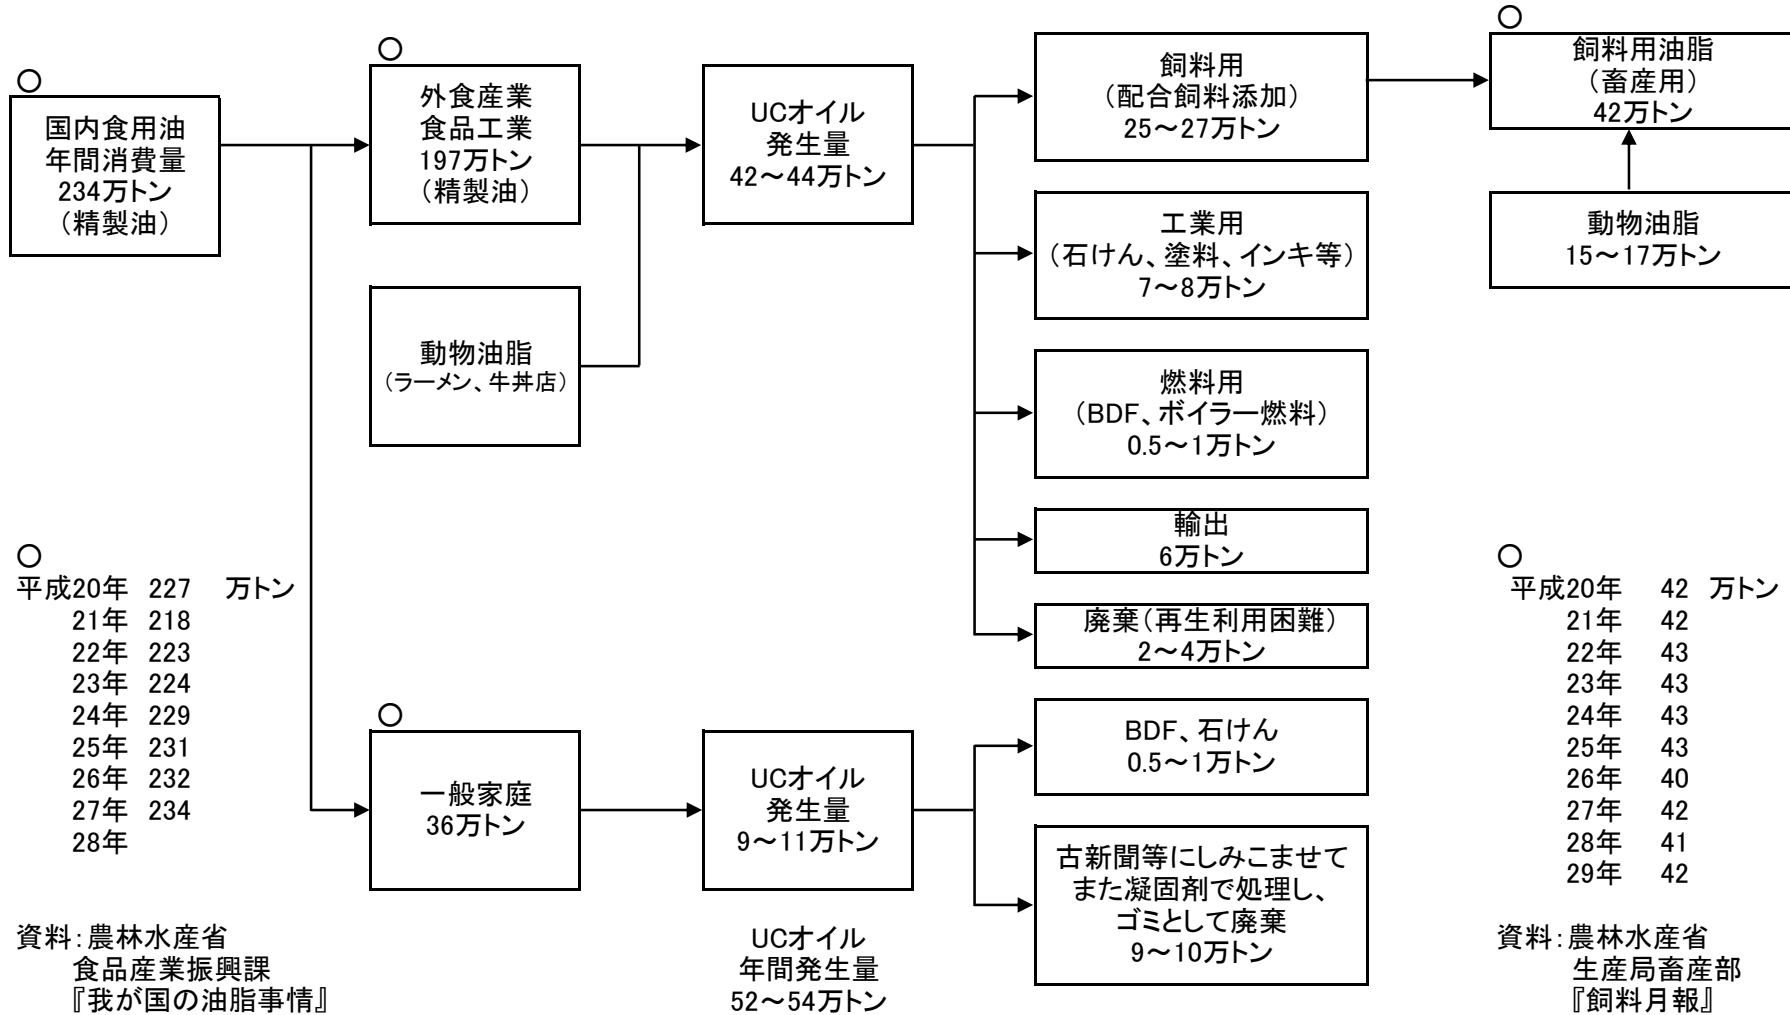 ○
国内食用油
年間消費量
234万トン
（精製油）
○
外食産業
食品工業
197万トン
（精製油）
動物油脂
（ラーメン、牛丼店）
UCオイル
発生量
42～44万トン
飼料用
（配合飼料添加）
25～27万トン
工業用
（石けん、塗料、インキ等）
7～8万トン
燃料用
（BDF、ボイラー燃料）
0.5～1万トン
輸出
6万トン
廃棄（再生利用困難）
2～4万トン
○
飼料用油脂
（畜産用）
42万トン
動物油脂
15～17万トン
○
一般家庭
36万トン
UCオイル
発生量
9～11万トン
BDF、石けん
0.5～1万トン
古新聞等にしみこませて
また凝固剤で処理し、
ゴミとして廃棄
9～10万トン
UCオイル
年間発生量
52～54万トン
○
平成20年 227 万トン
21年 218
22年 223
23年 224
24年 229
25年 231
26年 232
27年 234
28年
資料：農林水産省
食品産業振興課
『我が国の油脂事情』
○
平成20年 42 万トン
21年 42
22年 43
23年 43
24年 43
25年 43
26年 40
27年 42
28年 41
29年 42
資料：農林水産省
生産局畜産部
『飼料月報』